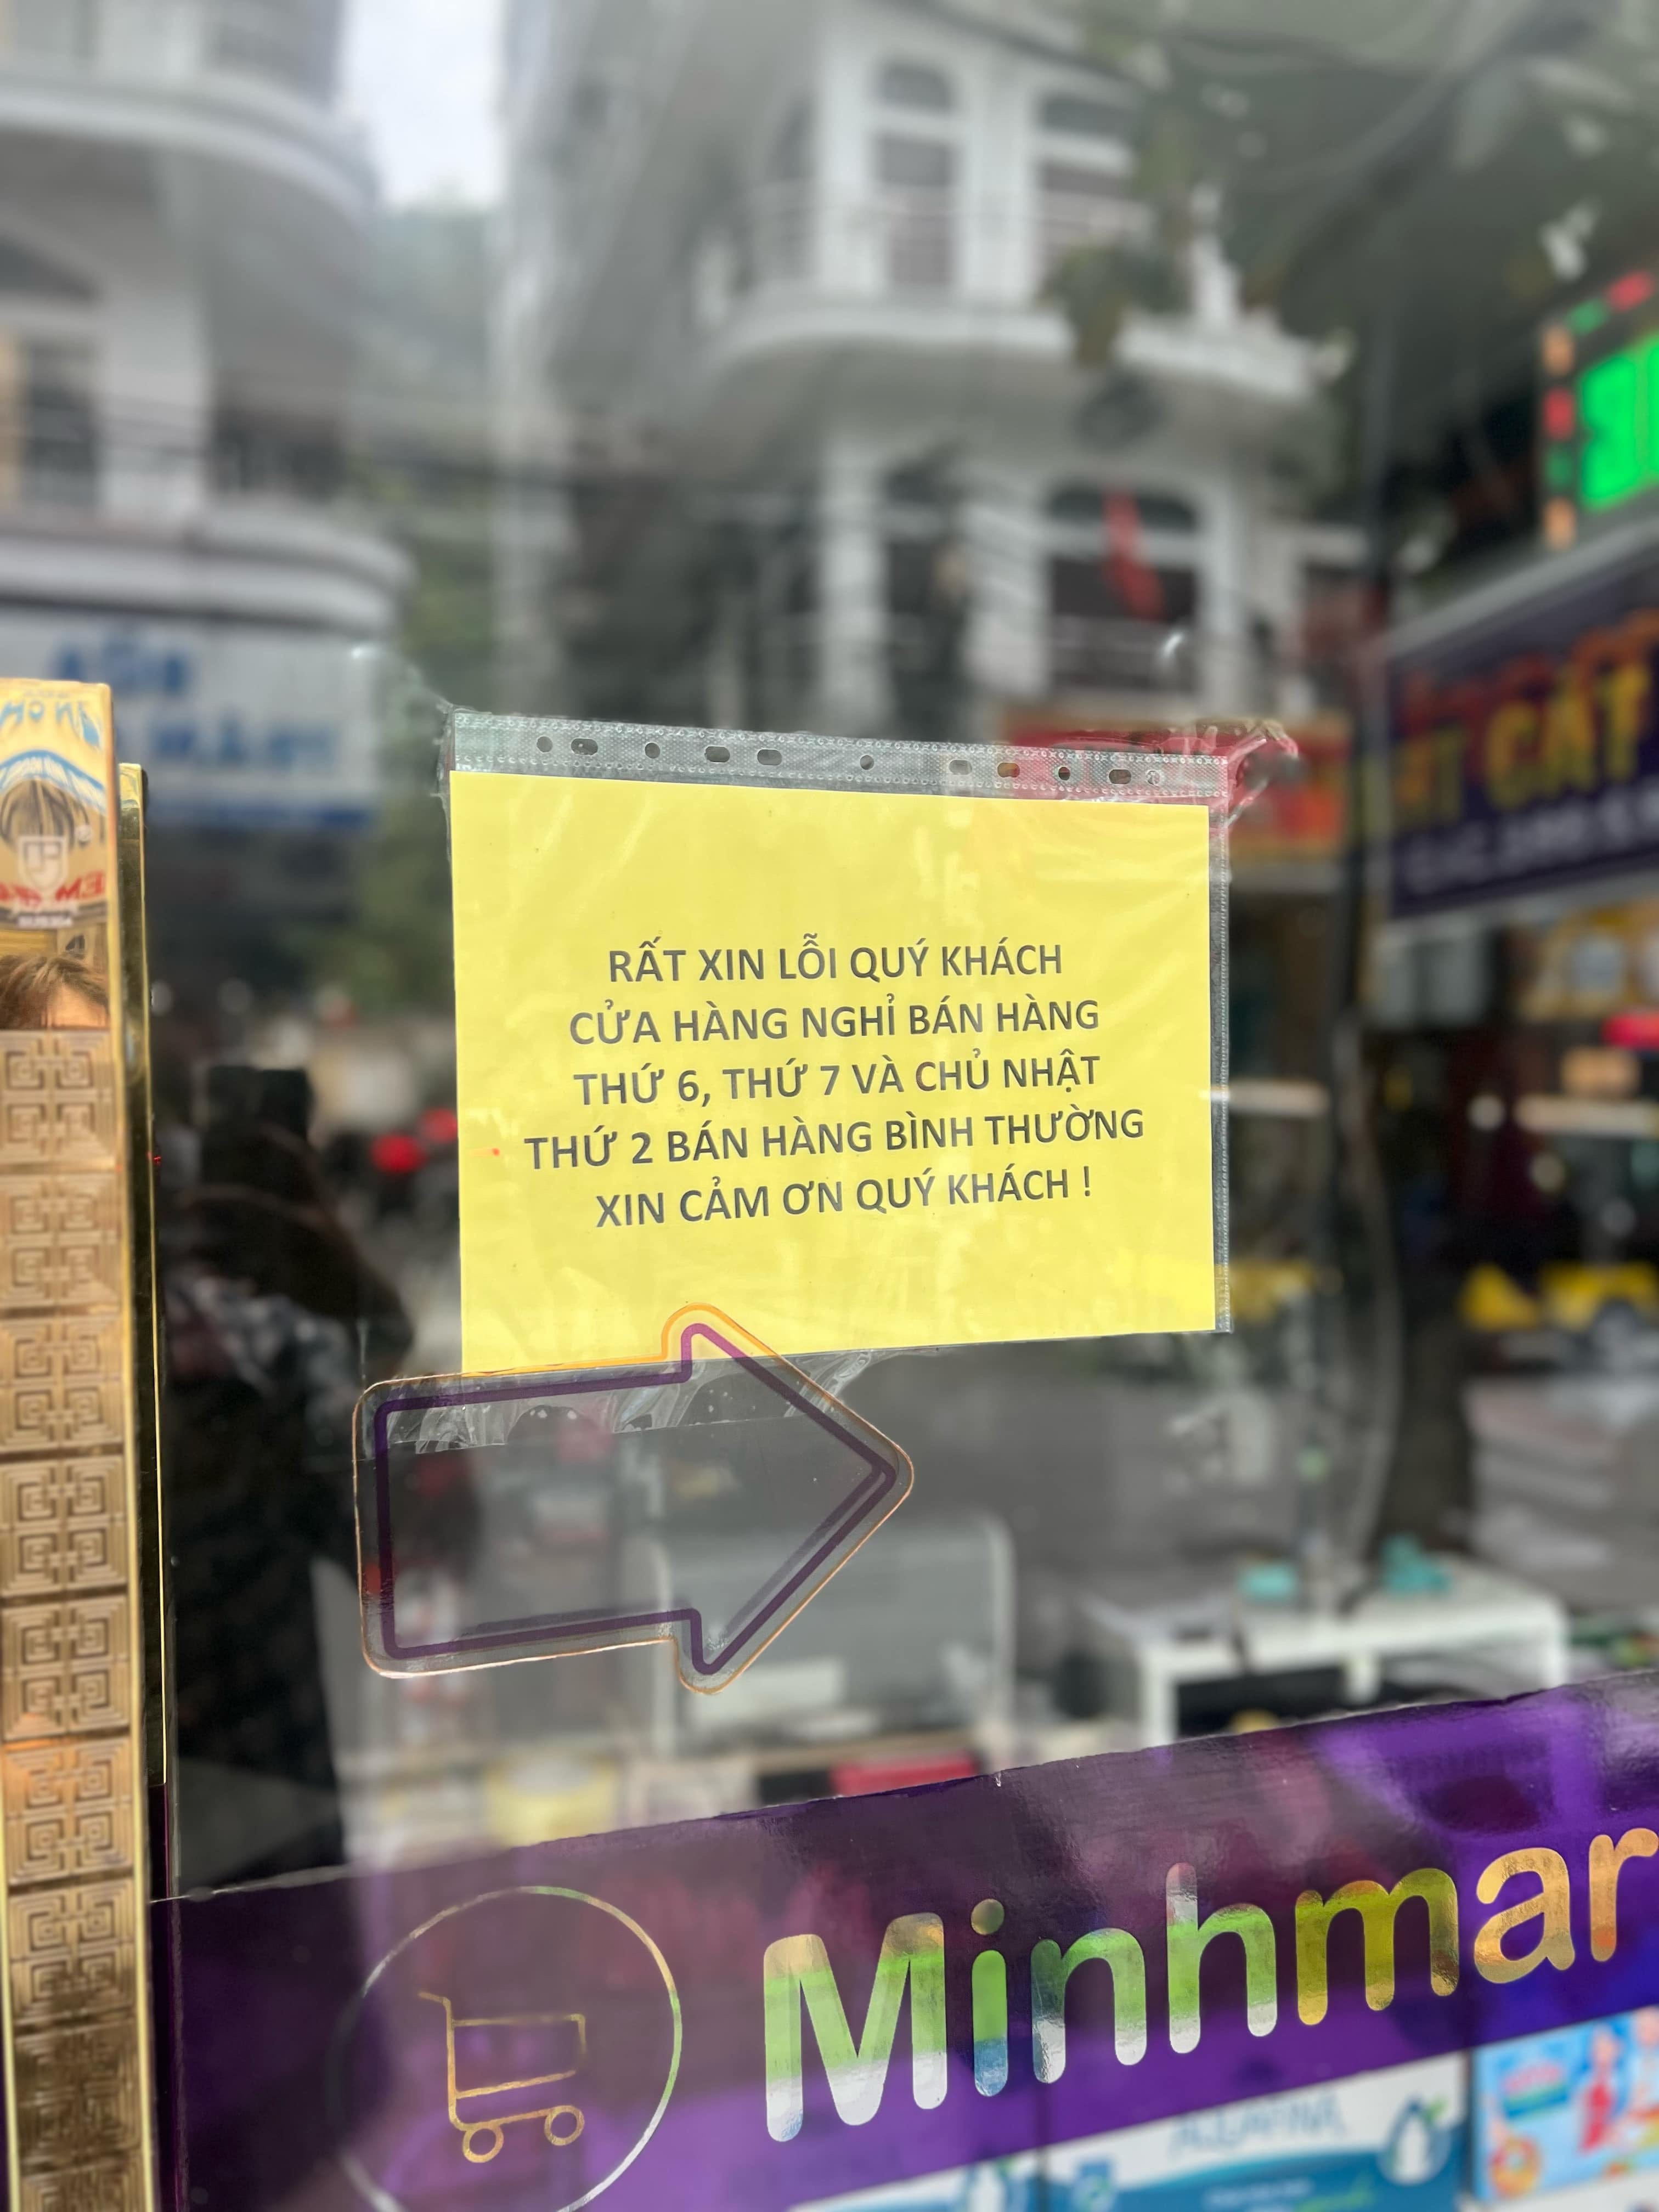 RẤT XIN LỖI QUÝ KHÁCH
CỬA HÀNG NGHỈ BÁN HÀNG
THỨ 6, THỨ 7 VÀ CHỦ NHẬT
THỨ 2 BÁN HÀNG BÌNH THƯỜNG
XIN CẢM ƠN QUÝ KHÁCH !
Minhmar
AQUAFINA